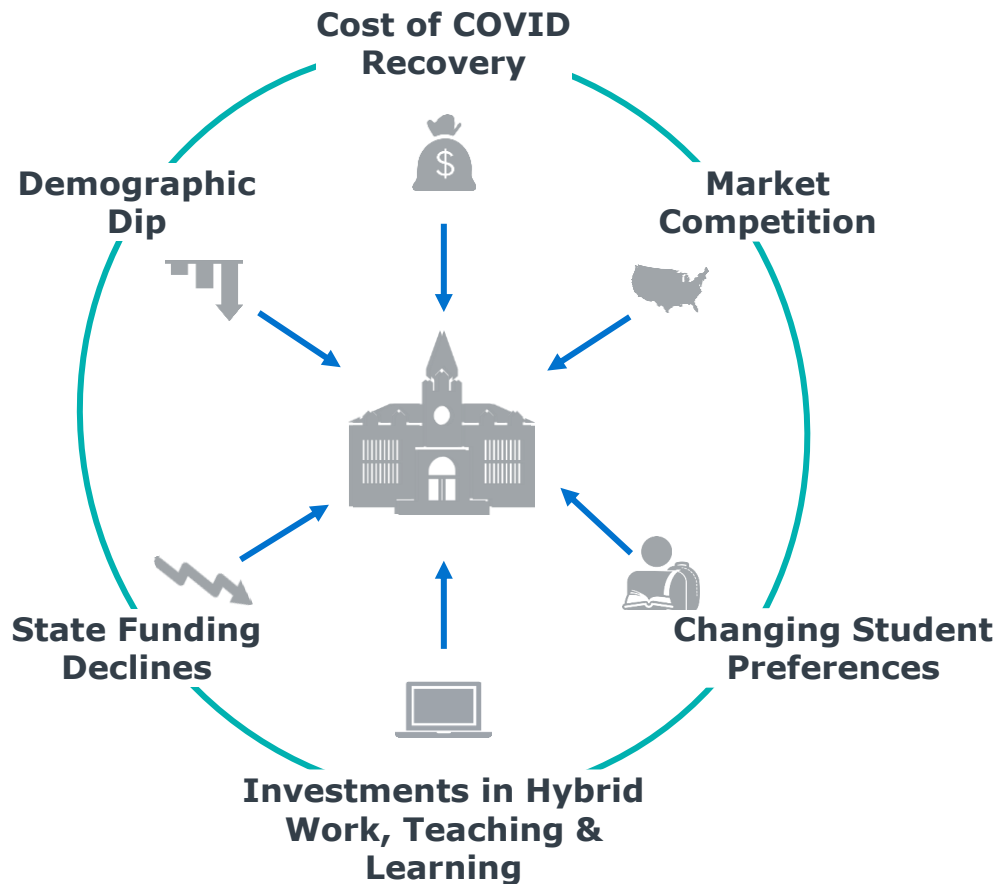 Cost of COVID
Recovery
$
Demographic
Dip
Market
Competition
State Funding
Declines
Changing Student
Preferences
Investments in Hybrid
Work, Teaching &
Learning